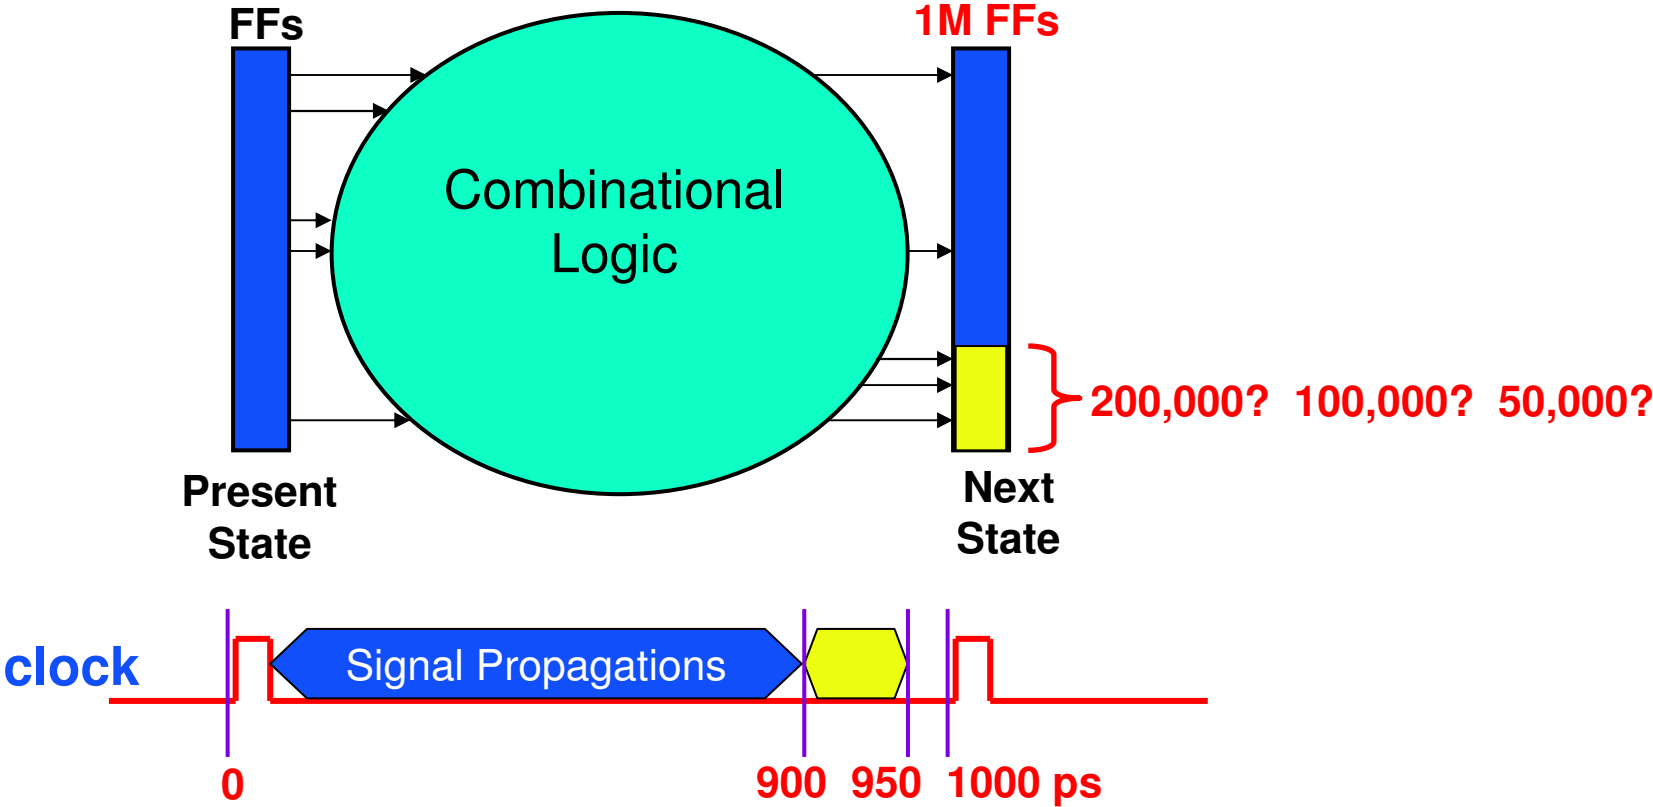 FFs
1M FFs
Combinational
Logic
200,000? 100,000? 50,000?
Present
State
Next
State
clock
Signal Propagations
0
900
950
1000 ps